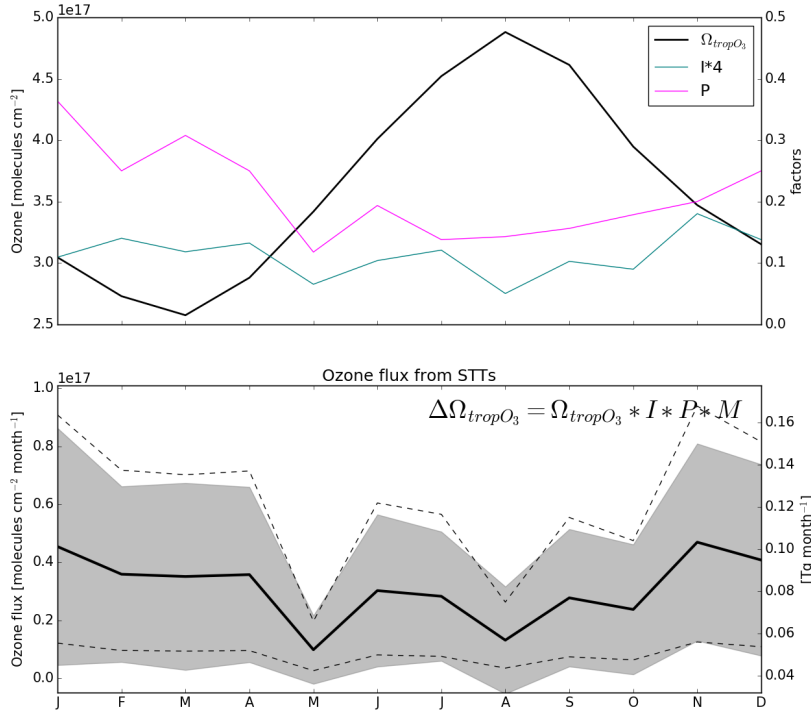 1e17
5.0
4.5
4.0
3.5
3.0
2.5
Ozone [molecules cm⁻²]
Ω_tropO₃
I*4
P
0.5
0.4
0.3
0.2
0.1
0.0
factors
Ozone flux from STTs
1e17
1.0
0.8
0.6
0.4
0.2
0.0
Ozone flux [molecules cm⁻² month⁻¹]
ΔΩ_tropO₃ = Ω_tropO₃ * I * P * M
0.16
0.14
0.12
0.10
0.08
0.06
0.04
[Tg month⁻¹]
J F M A M J J A S O N D